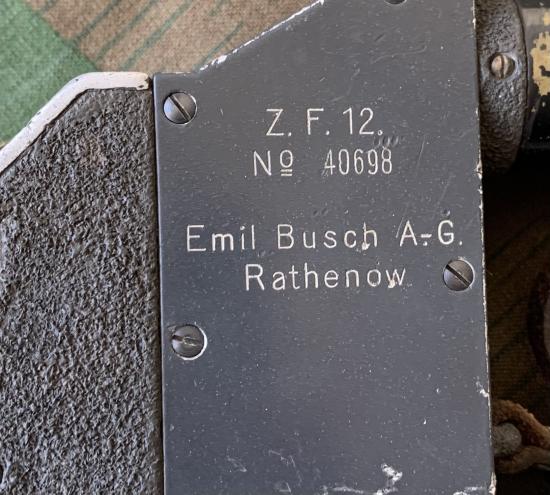 Z. F. 12.
Nº 40698
Emil Busch A.-G.
Rathenow